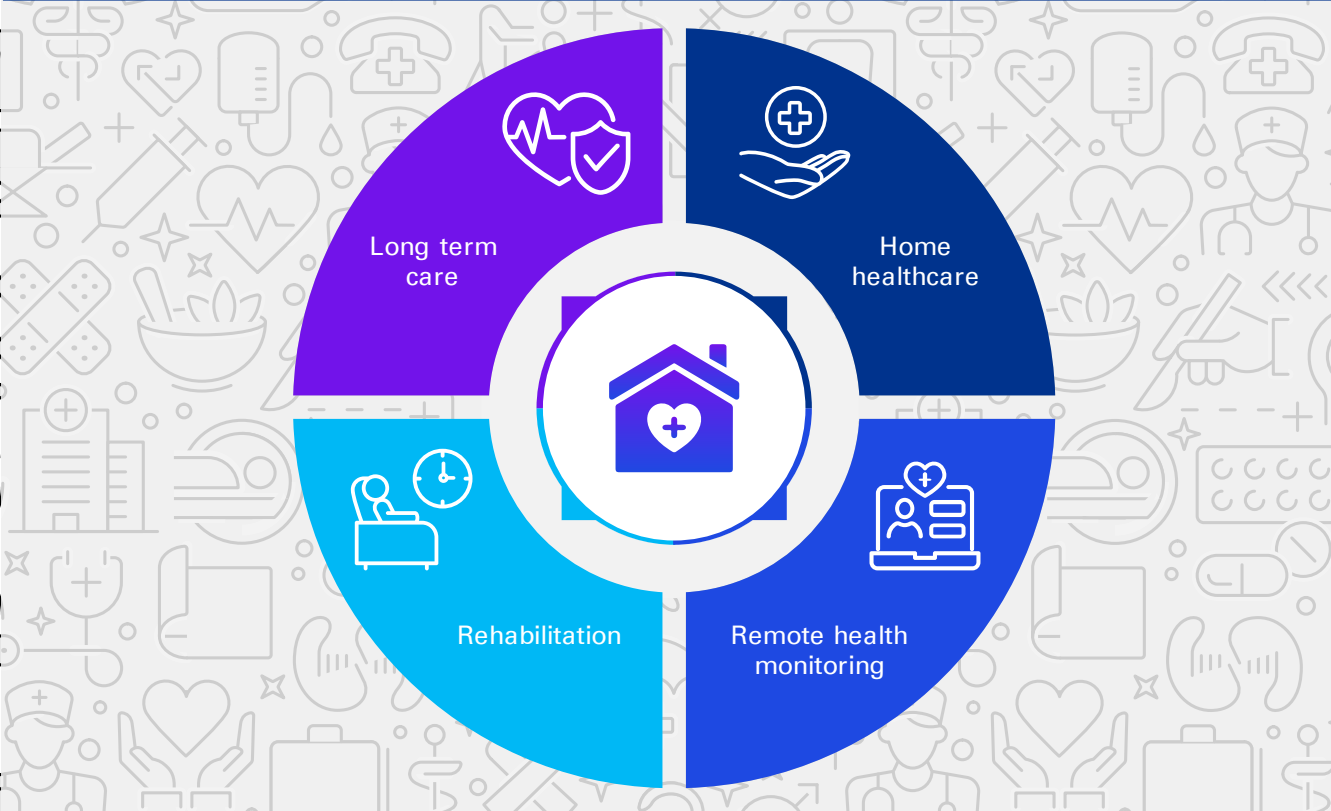 Long term
care
Home
healthcare
Rehabilitation
Remote health
monitoring